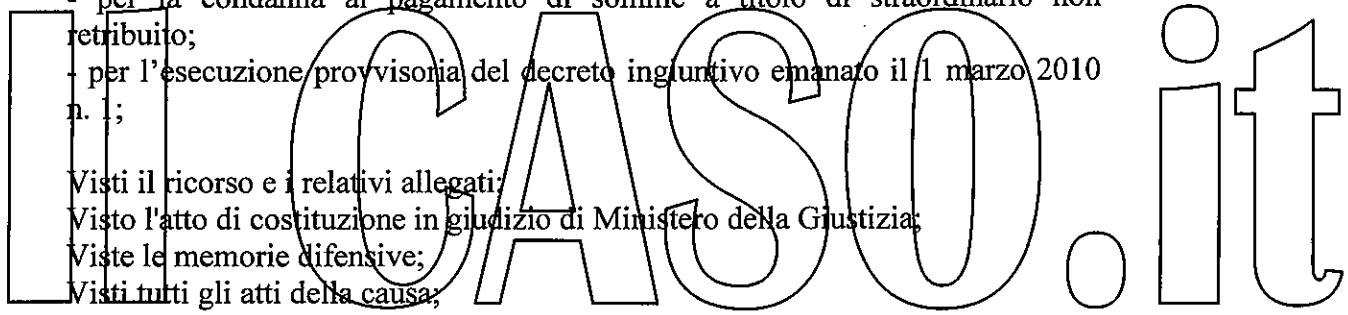 - per la condanna al pagamento di somme a titolo di straordinario non
retribuito;
- per l'esecuzione provvisoria del decreto ingiuntivo emanato il 1 marzo 2010
n. 1;
Visti il ricorso e i relativi allegati;
Visto l'atto di costituzione in giudizio di Ministero della Giustizia;
Viste le memorie difensive;
Visti tutti gli atti della causa;
IL CASO.it